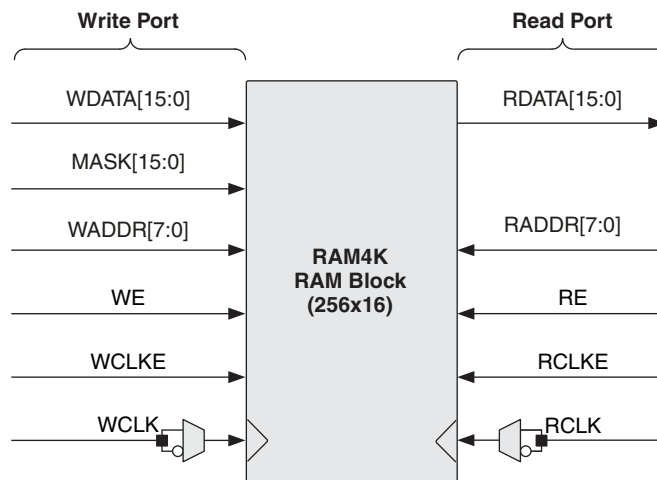 Write Port
Read Port
WDATA[15:0]
RDATA[15:0]
MASK[15:0]
WADDR[7:0]
RADDR[7:0]
RAM4K
RAM Block
(256x16)
WE
RE
WCLKE
RCLKE
WCLK
RCLK